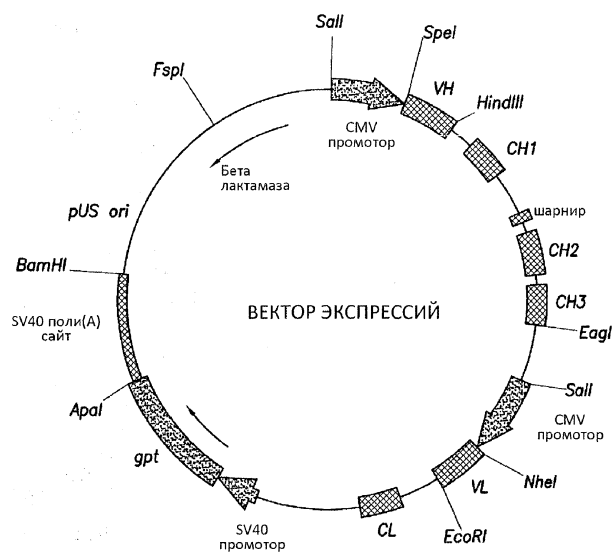 SalI
SpeI
FspI
VH
HindIII
CMV
промотор
CH1
Бета
лактамаза
шарнир
pUS ori
CH2
BamHI
ВЕКТОР ЭКСПРЕССИЙ
CH3
SV40 поли(А)
сайт
EagI
SalI
ApaI
CMV
промотор
gpt
NheI
VL
CL
EcoRI
SV40
промотор